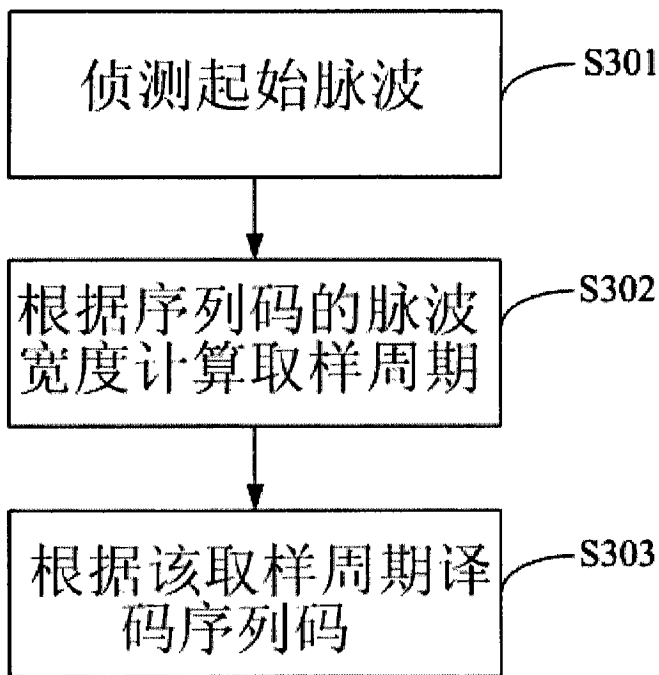 侦测起始脉波
S301
根据序列码的脉波
宽度计算取样周期
S302
根据该取样周期译
码序列码
S303